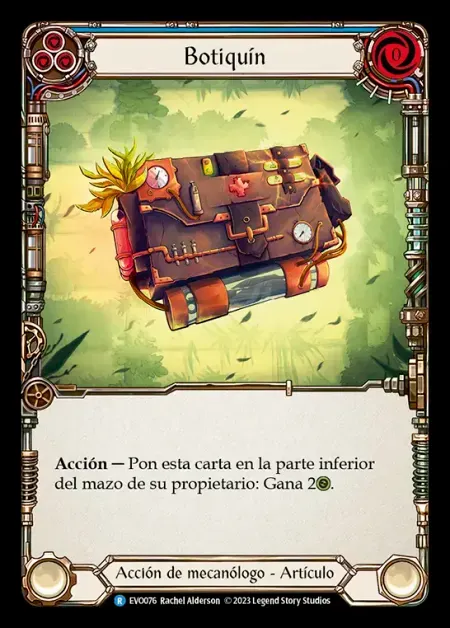 Botiquín
0
Acción — Pon esta carta en la parte inferior
del mazo de su propietario: Gana 2.
Acción de mecanólogo - Artículo
R EVO076 Rachel Alderson ©2023 Legend Story Studios